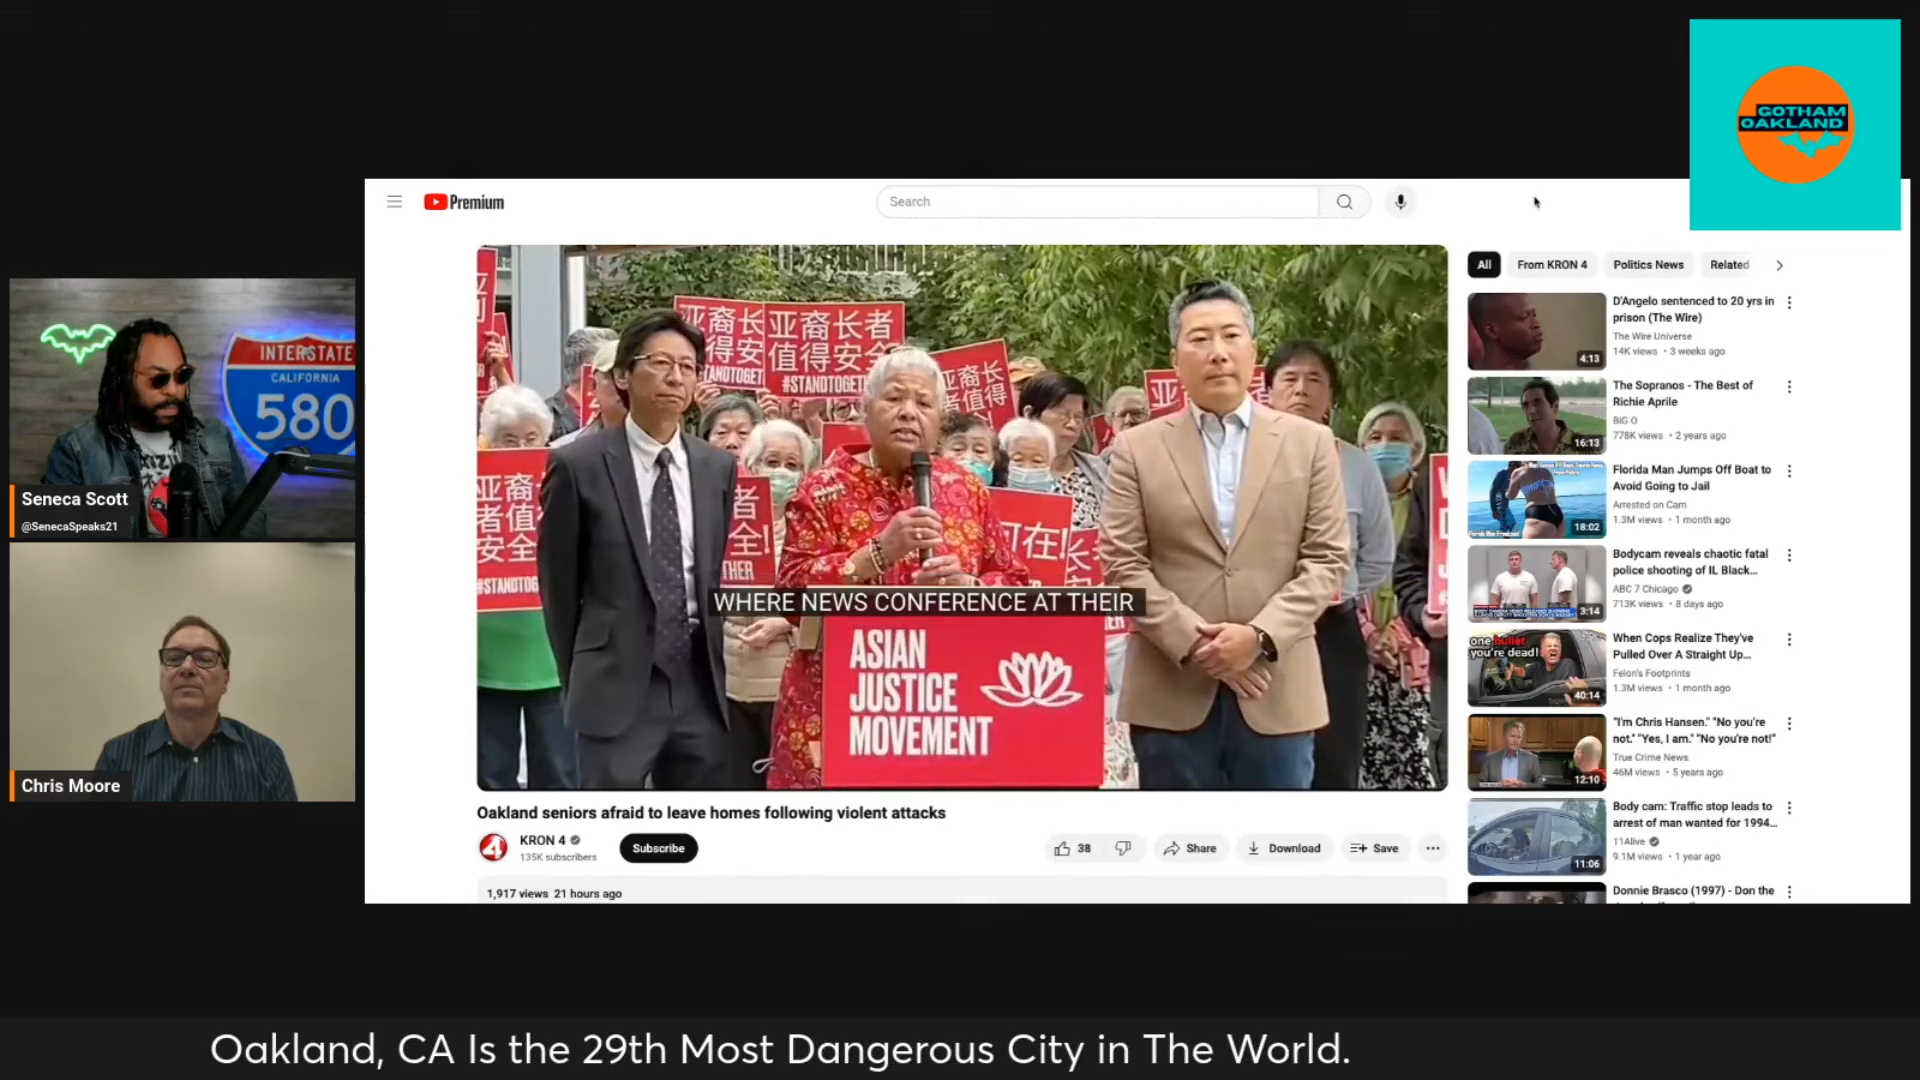 GOTHAM
OAKLAND
Premium
Search
INTERSTATE
CALIFORNIA
580
Seneca Scott
@SenecaSpeaks21
Chris Moore
亚裔长者
值得安全
#STANDTOGETHER
WHERE NEWS CONFERENCE AT THEIR
ASIAN
JUSTICE
MOVEMENT
Oakland seniors afraid to leave homes following violent attacks
KRON 4
135K subscribers
Subscribe
38
Share
Download
Save
1,917 views 21 hours ago
All
From KRON 4
Politics News
Related
D'Angelo sentenced to 20 yrs in
prison (The Wire)
The Wire Universe
14K views • 3 weeks ago
4:13
The Sopranos - The Best of
Richie Aprile
BiG O
778K views • 2 years ago
16:13
Florida Man Jumps Off Boat to
Avoid Going to Jail
Arrested on Cam
1.3M views • 1 month ago
18:02
Bodycam reveals chaotic fatal
police shooting of IL Black...
ABC 7 Chicago
713K views • 8 days ago
3:14
When Cops Realize They've
Pulled Over A Straight Up...
Felon's Footprints
1.3M views • 1 month ago
one bullet
you're dead!
40:14
"I'm Chris Hansen." "No you're
not." "Yes, I am." "No you're not!"
True Crime News
46M views • 5 years ago
12:10
Body cam: Traffic stop leads to
arrest of man wanted for 1994...
11Alive
9.1M views • 1 year ago
11:06
Donnie Brasco (1997) - Don the
Oakland, CA Is the 29th Most Dangerous City in The World.